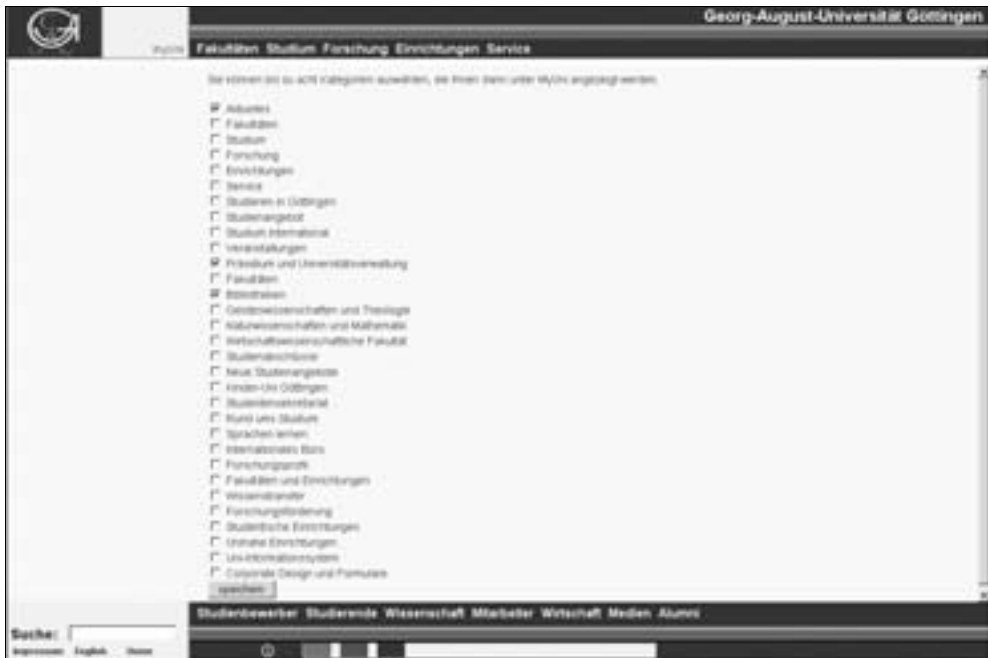 Georg-August-Universität Göttingen
MyUni
Fakultäten Studium Forschung Einrichtungen Service
Sie können bis zu acht Kategorien auswählen, die Ihnen dann unter MyUni angezeigt werden.
Aktuelles
Fakultäten
Studium
Forschung
Einrichtungen
Service
Studieren in Göttingen
Studienangebot
Studium International
Veranstaltungen
Präsidium und Universitätsverwaltung
Fakultäten
Bibliotheken
Geisteswissenschaften und Theologie
Naturwissenschaften und Mathematik
Wirtschaftswissenschaftliche Fakultät
Studienabschlüsse
Neue Studienangebote
Kinder-Uni Göttingen
Studentensekretariat
Rund ums Studium
Sprachen lernen
Internationales Büro
Forschungsprofil
Fakultäten und Einrichtungen
Wissenstransfer
Forschungsförderung
Studentische Einrichtungen
Uninahe Einrichtungen
Uni-Informationssystem
Corporate Design und Formulare
speichern
Studienbewerber Studierende Wissenschaft Mitarbeiter Wirtschaft Medien Alumni
Suche:
Impressum English Home